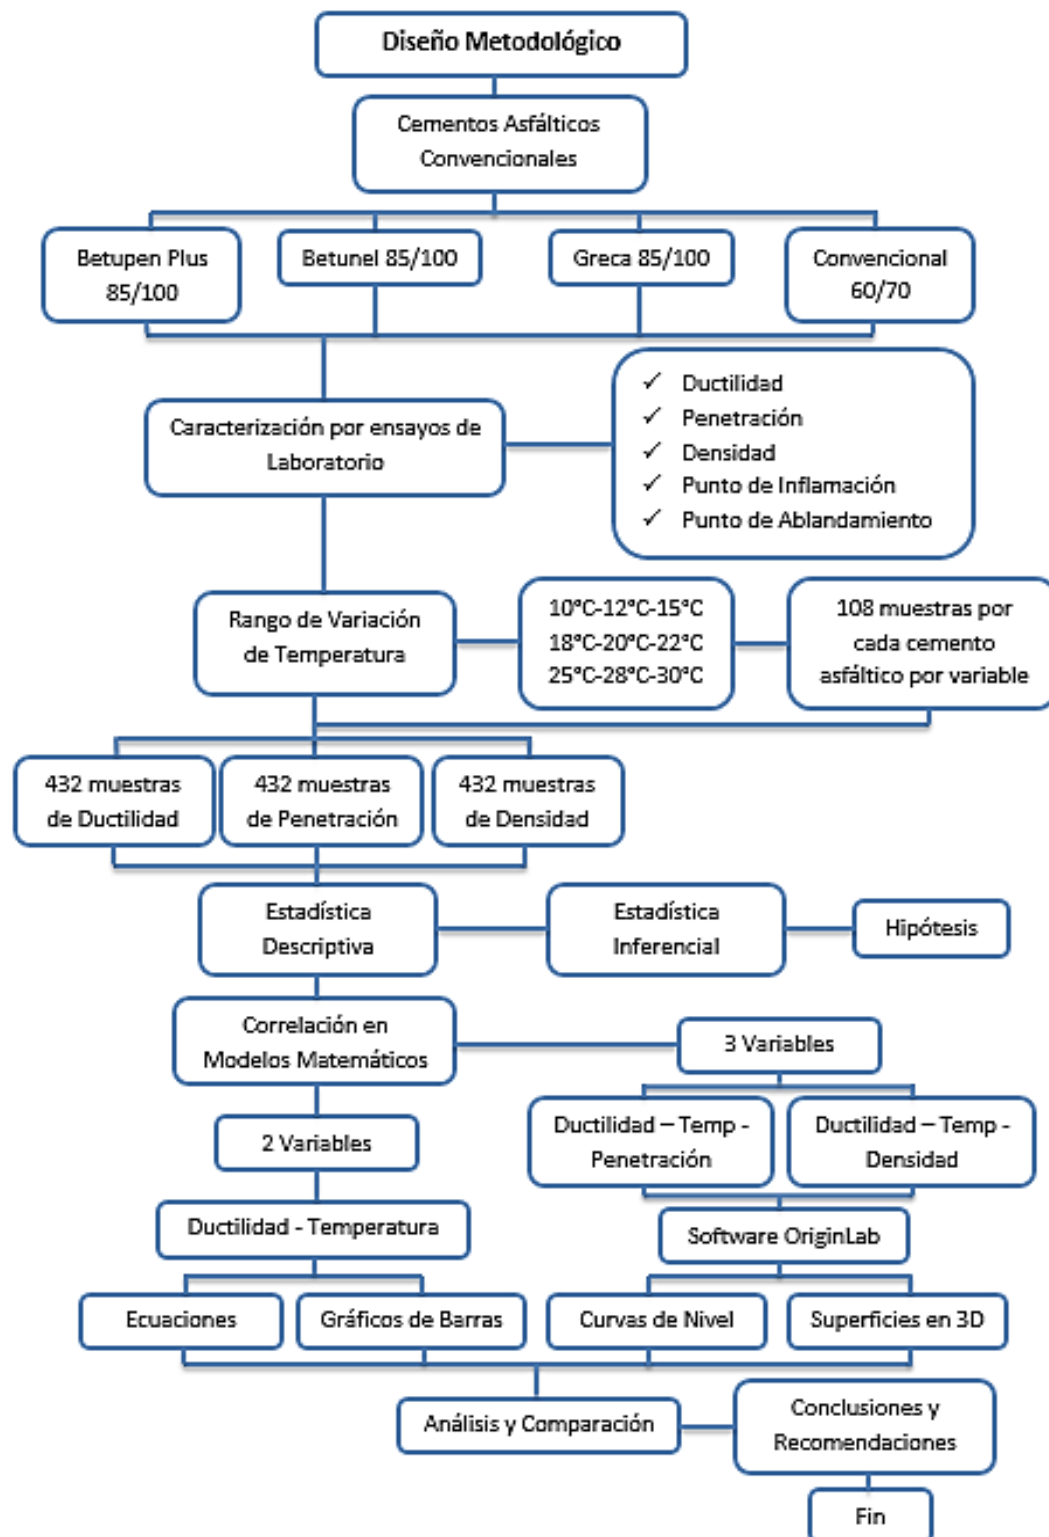 Diseño Metodológico
Cementos Asfálticos
Convencionales
Betupen Plus
85/100
Betunel 85/100
Greca 85/100
Convencional
60/70
Caracterización por ensayos de
Laboratorio
✓ Ductilidad
✓ Penetración
✓ Densidad
✓ Punto de Inflamación
✓ Punto de Ablandamiento
Rango de Variación
de Temperatura
10°C-12°C-15°C
18°C-20°C-22°C
25°C-28°C-30°C
108 muestras por
cada cemento
asfáltico por variable
432 muestras
de Ductilidad
432 muestras
de Penetración
432 muestras
de Densidad
Estadística
Descriptiva
Estadística
Inferencial
Hipótesis
Correlación en
Modelos Matemáticos
3 Variables
2 Variables
Ductilidad – Temp -
Penetración
Ductilidad – Temp -
Densidad
Ductilidad - Temperatura
Software OriginLab
Ecuaciones
Gráficos de Barras
Curvas de Nivel
Superficies en 3D
Análisis y Comparación
Conclusiones y
Recomendaciones
Fin